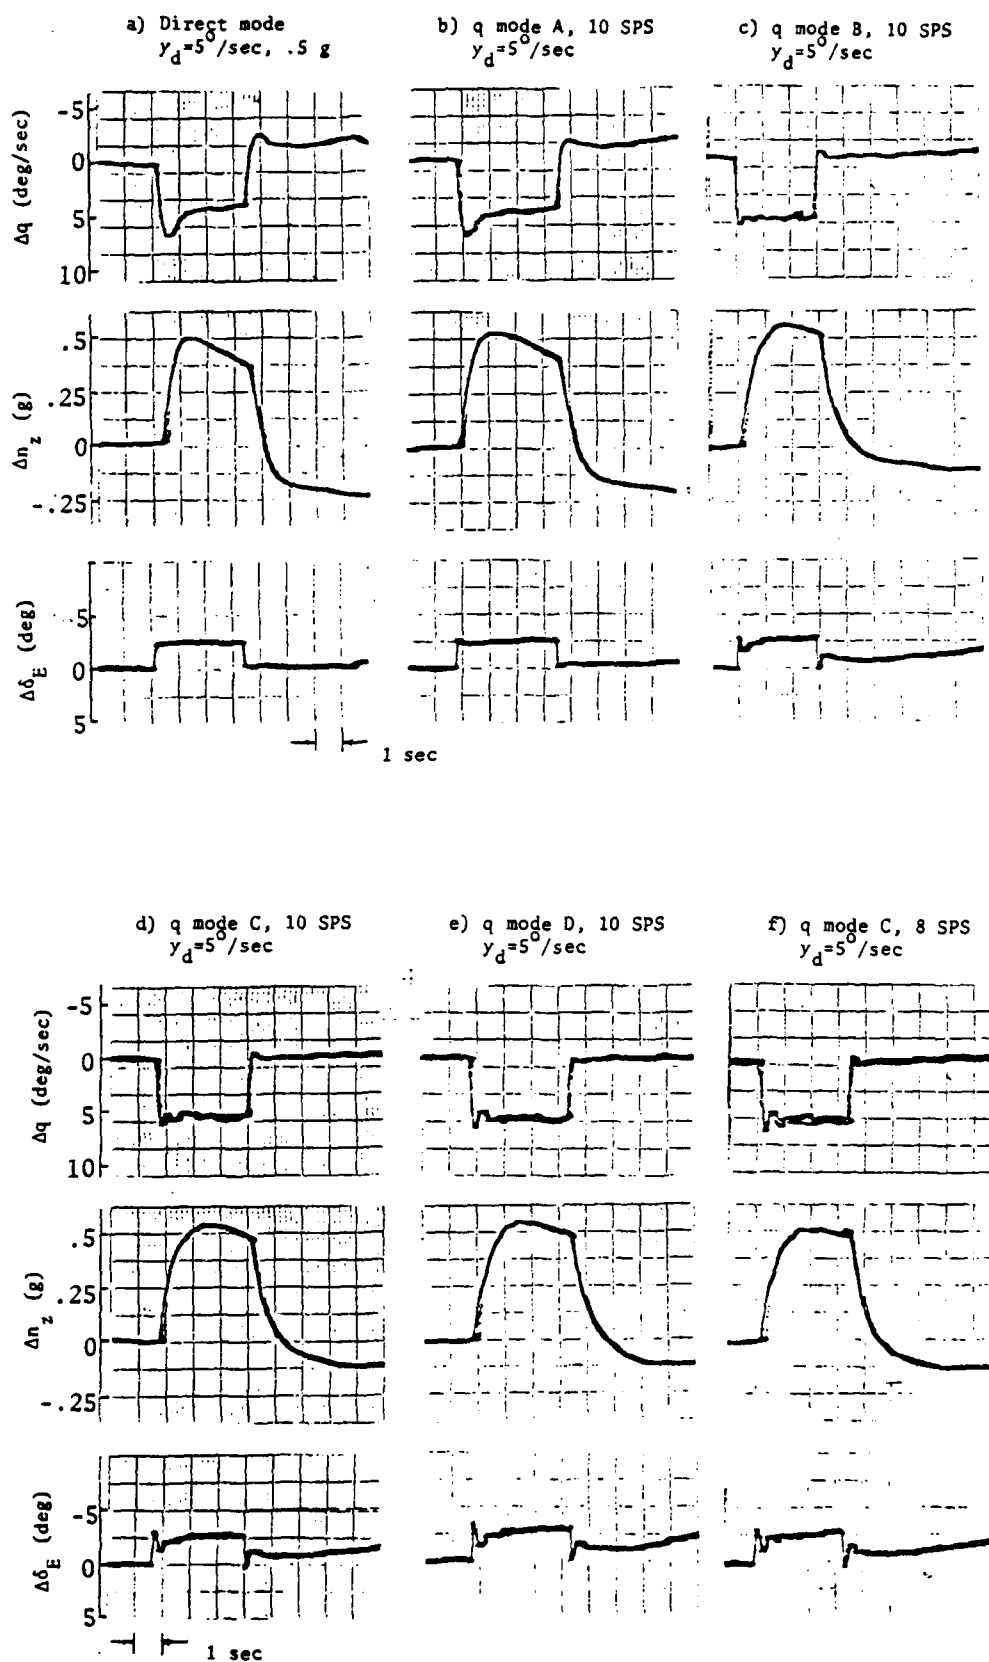 a) Direct mode
y_d=5°/sec, .5 g
b) q mode A, 10 SPS
y_d=5°/sec
c) q mode B, 10 SPS
y_d=5°/sec
Δq (deg/sec)
-5
0
5
10
Δn_z (g)
.5
.25
0
-.25
Δδ_E (deg)
-5
0
5
1 sec
d) q mode C, 10 SPS
y_d=5°/sec
e) q mode D, 10 SPS
y_d=5°/sec
f) q mode C, 8 SPS
y_d=5°/sec
Δq (deg/sec)
-5
0
5
10
Δn_z (g)
.5
.25
0
-.25
Δδ_E (deg)
-5
0
5
1 sec